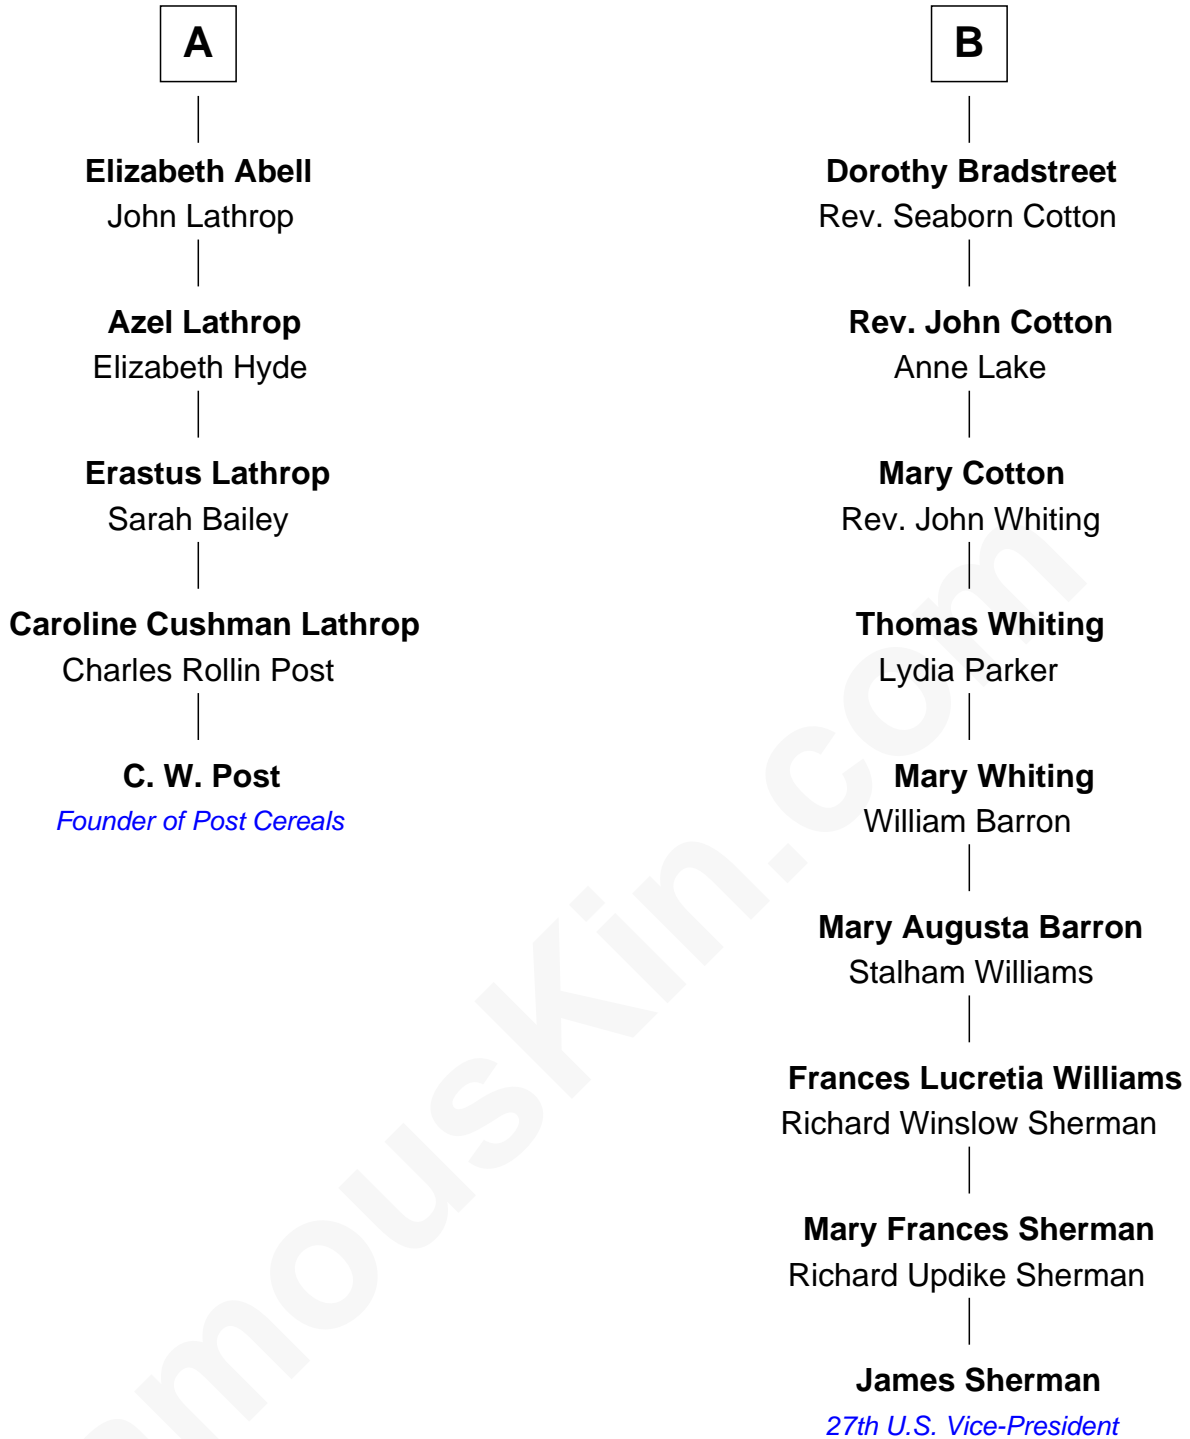 A
Elizabeth Abell
John Lathrop
Azel Lathrop
Elizabeth Hyde
Erastus Lathrop
Sarah Bailey
Caroline Cushman Lathrop
Charles Rollin Post
C. W. Post
Founder of Post Cereals
B
Dorothy Bradstreet
Rev. Seaborn Cotton
Rev. John Cotton
Anne Lake
Mary Cotton
Rev. John Whiting
Thomas Whiting
Lydia Parker
Mary Whiting
William Barron
Mary Augusta Barron
Stalham Williams
Frances Lucretia Williams
Richard Winslow Sherman
Mary Frances Sherman
Richard Updike Sherman
James Sherman
27th U.S. Vice-President
amousKin.com